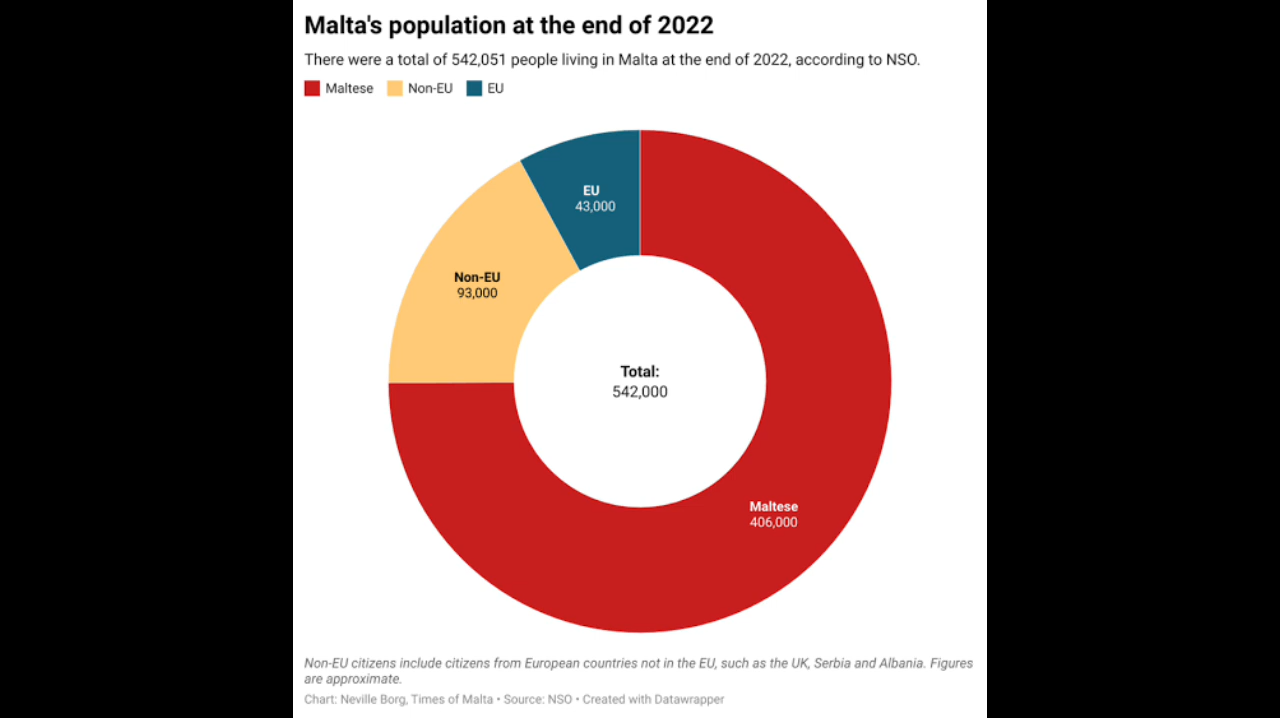 Malta's population at the end of 2022
There were a total of 542,051 people living in Malta at the end of 2022, according to NSO.
Maltese Non-EU EU
EU
43,000
Non-EU
93,000
Total:
542,000
Maltese
406,000
Non-EU citizens include citizens from European countries not in the EU, such as the UK, Serbia and Albania. Figures
are approximate.
Chart: Neville Borg, Times of Malta • Source: NSO • Created with Datawrapper